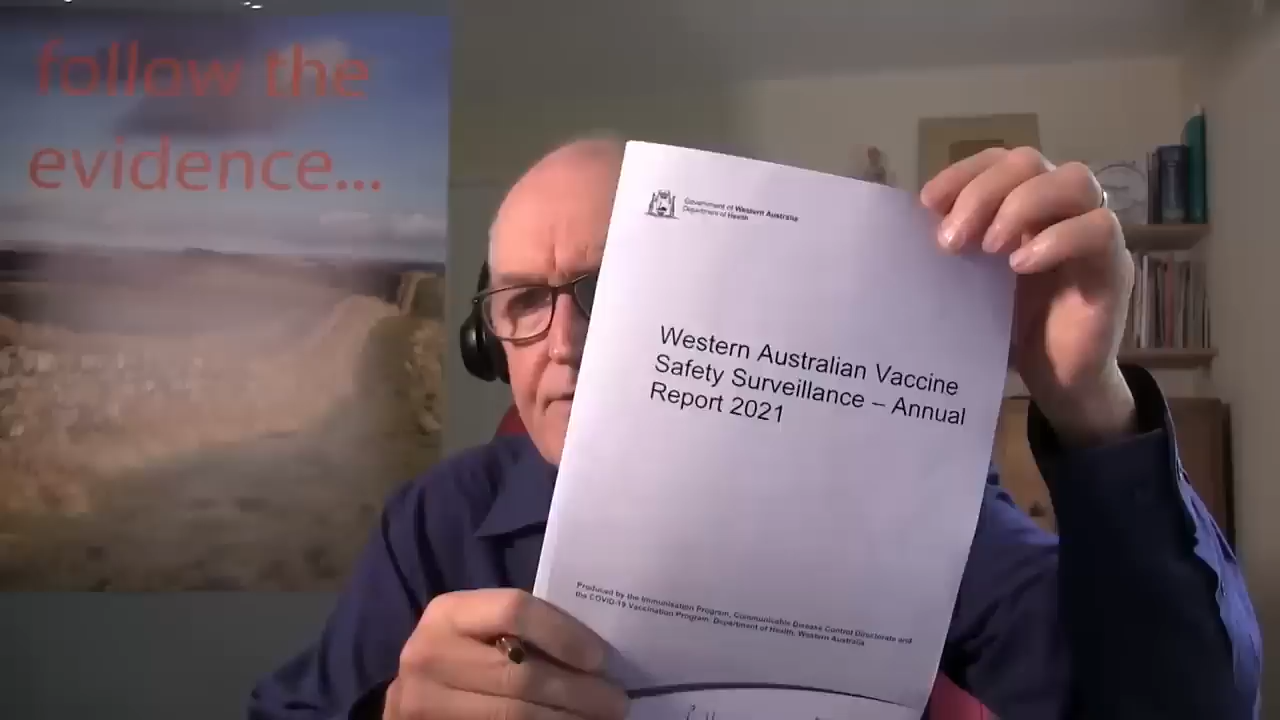 follow the
evidence...
Government of Western Australia
Department of Health
Western Australian Vaccine
Safety Surveillance – Annual
Report 2021
Produced by the Immunisation Program, Communicable Disease Control Directorate and
the COVID-19 Vaccination Program, Department of Health, Western Australia